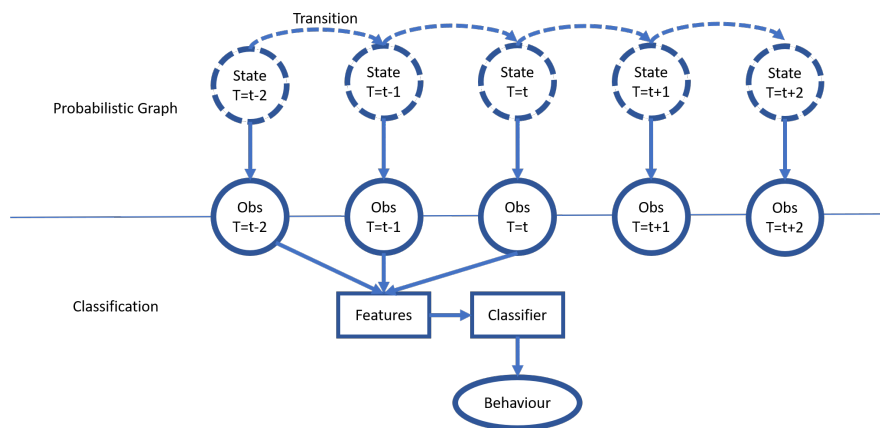 Transition
State
T=t-2
State
T=t-1
State
T=t
State
T=t+1
State
T=t+2
Probabilistic Graph
Obs
T=t-2
Obs
T=t-1
Obs
T=t
Obs
T=t+1
Obs
T=t+2
Classification
Features
Classifier
Behaviour